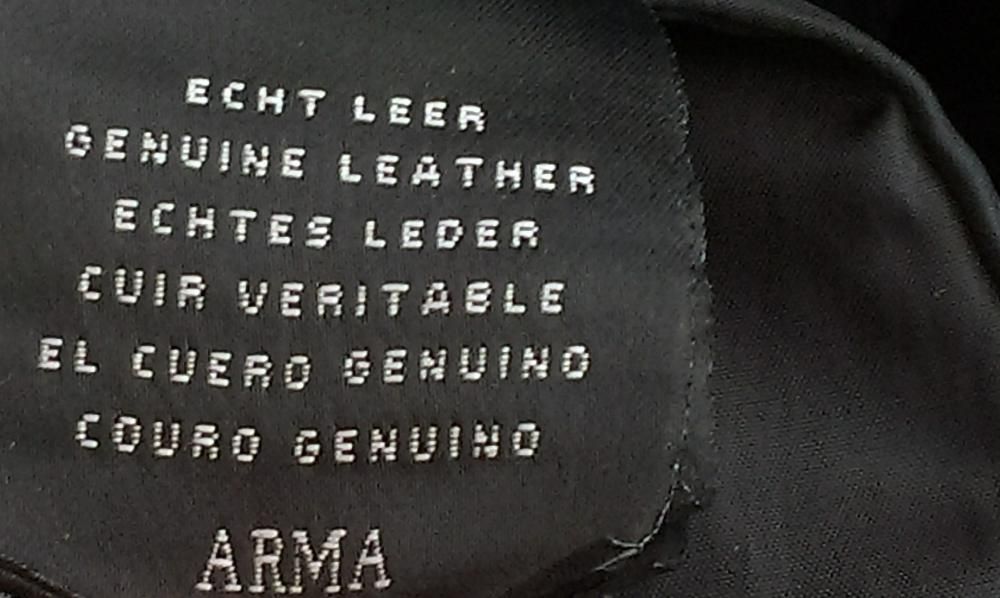 ECHT LEER
GENUINE LEATHER
ECHTES LEDER
CUIR VERITABLE
EL CUERO GENUINO
COURO GENUINO
ARMA